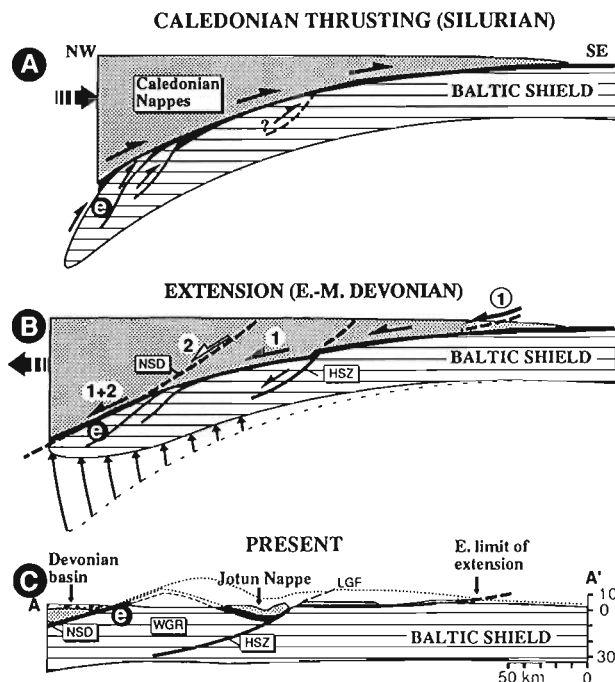 CALEDONIAN THRUSTING (SILURIAN)
A
NW
SE
Caledonian
Nappes
BALTIC SHIELD
?
e
EXTENSION (E.-M. DEVONIAN)
B
1
2
1
NSD
1+2
HSZ
BALTIC SHIELD
e
PRESENT
C
Devonian
basin
Jotun Nappe
LGF
E. limit of
extension
A
A'
10
0
e
NSD
WGR
HSZ
BALTIC SHIELD
30
50 km
0